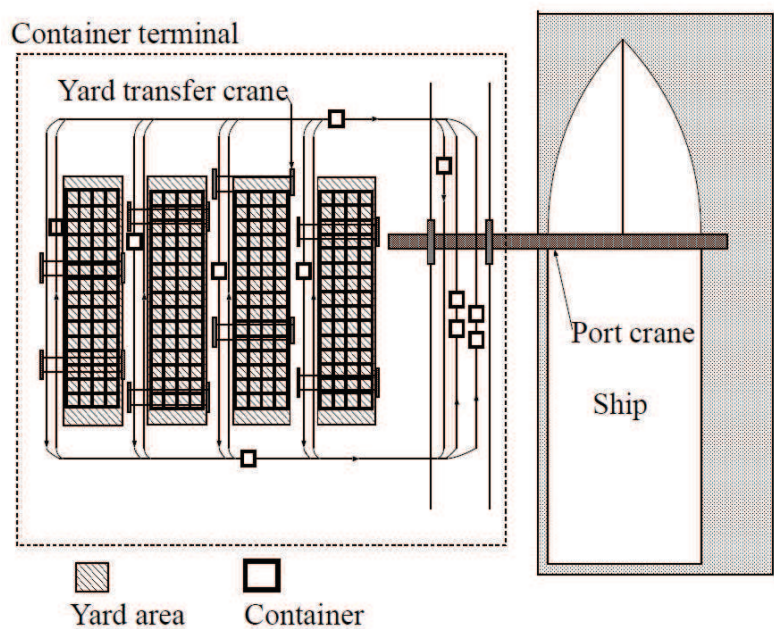 Container terminal
Yard transfer crane
Port crane
Ship
Yard area
Container